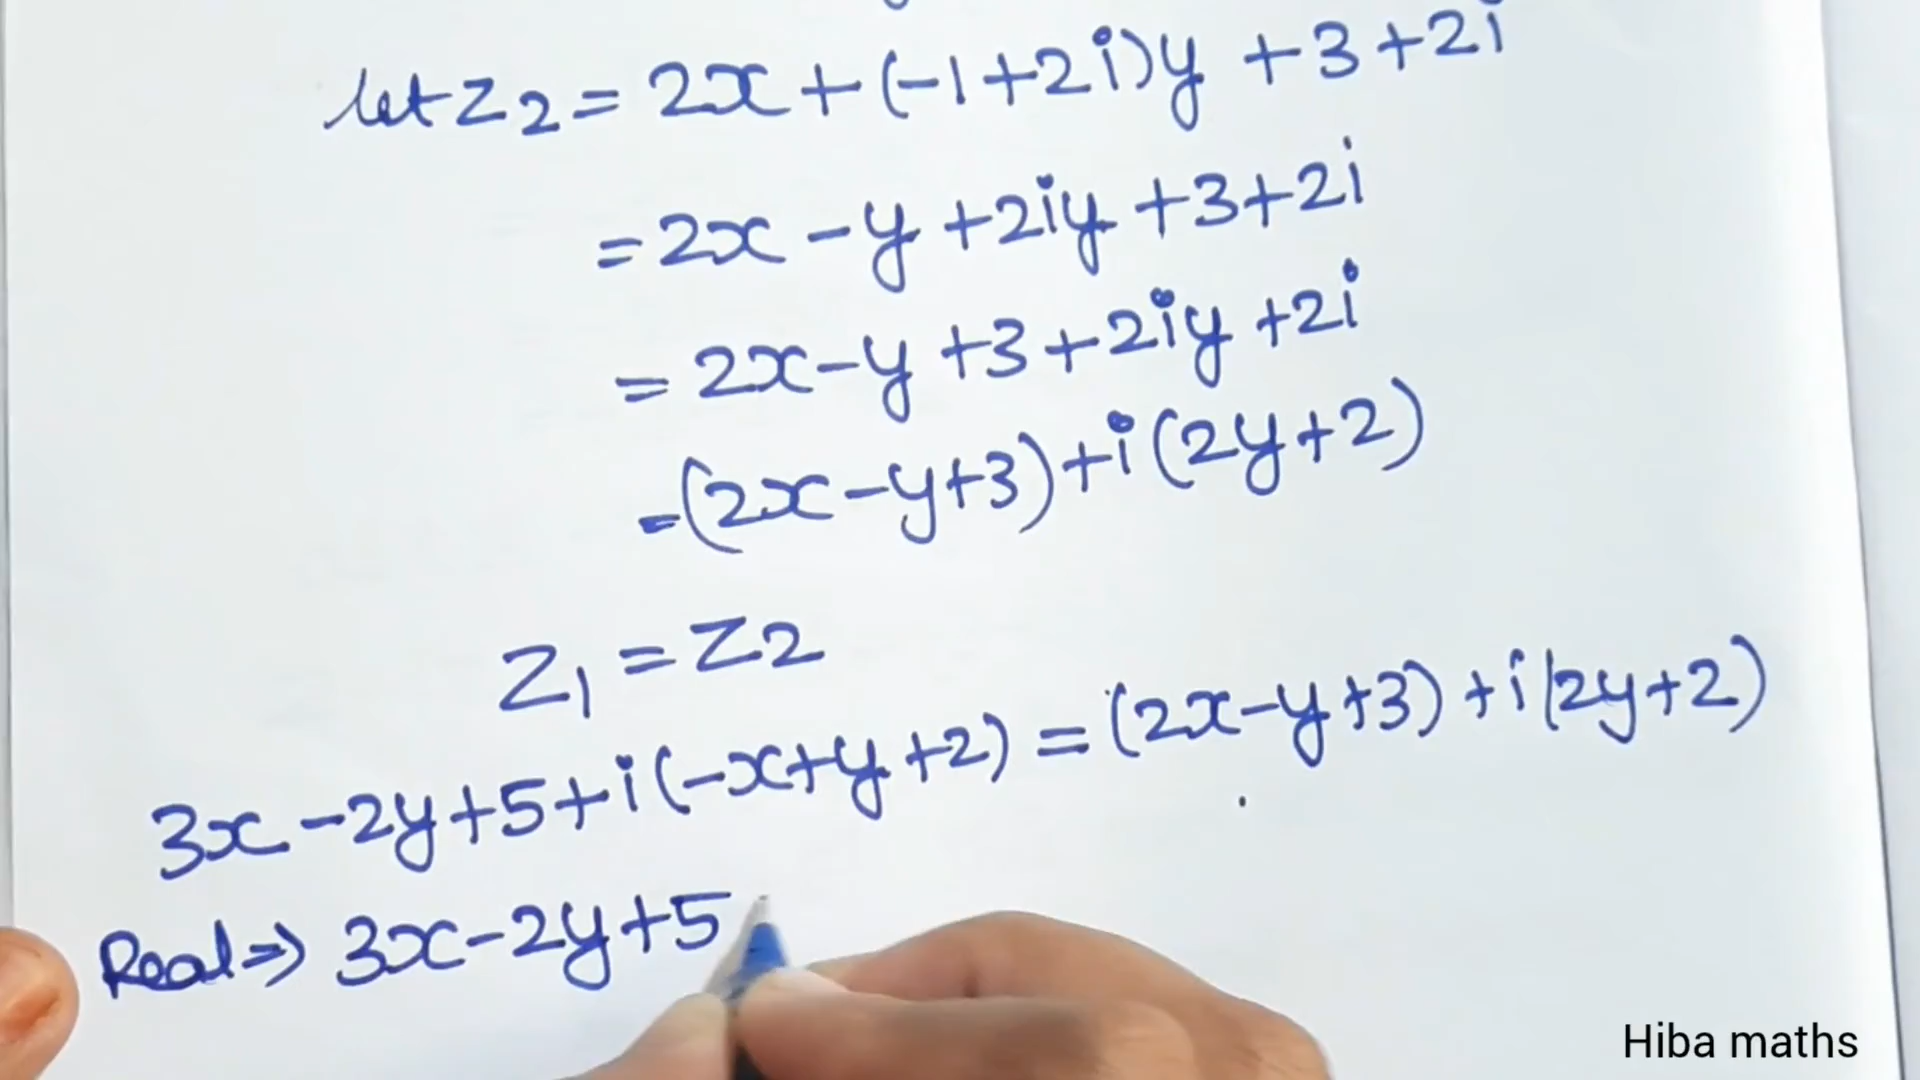 let Z2 = 2x + (-1+2i)y + 3 + 2i
= 2x - y + 2iy + 3 + 2i
= 2x - y + 3 + 2iy + 2i
= (2x - y + 3) + i(2y + 2)
Z1 = Z2
3x - 2y + 5 + i(-x + y + 2) = (2x - y + 3) + i(2y + 2)
Real ⇒ 3x - 2y + 5
Hiba maths